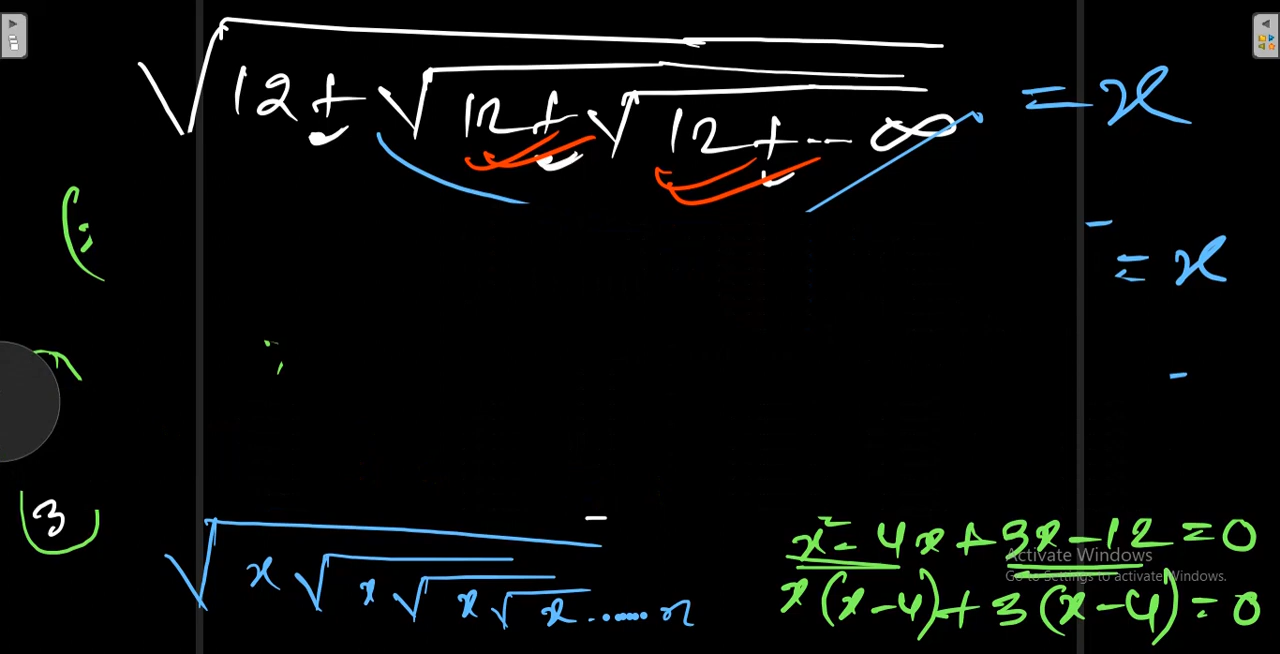 √12+√12+√12+--∞ = x
= x
3
√x√x√x√x.......n
x²-4x+3x-12=0
x(x-4)+3(x-4)=0
Activate Windows
Go to Settings to activate Windows.